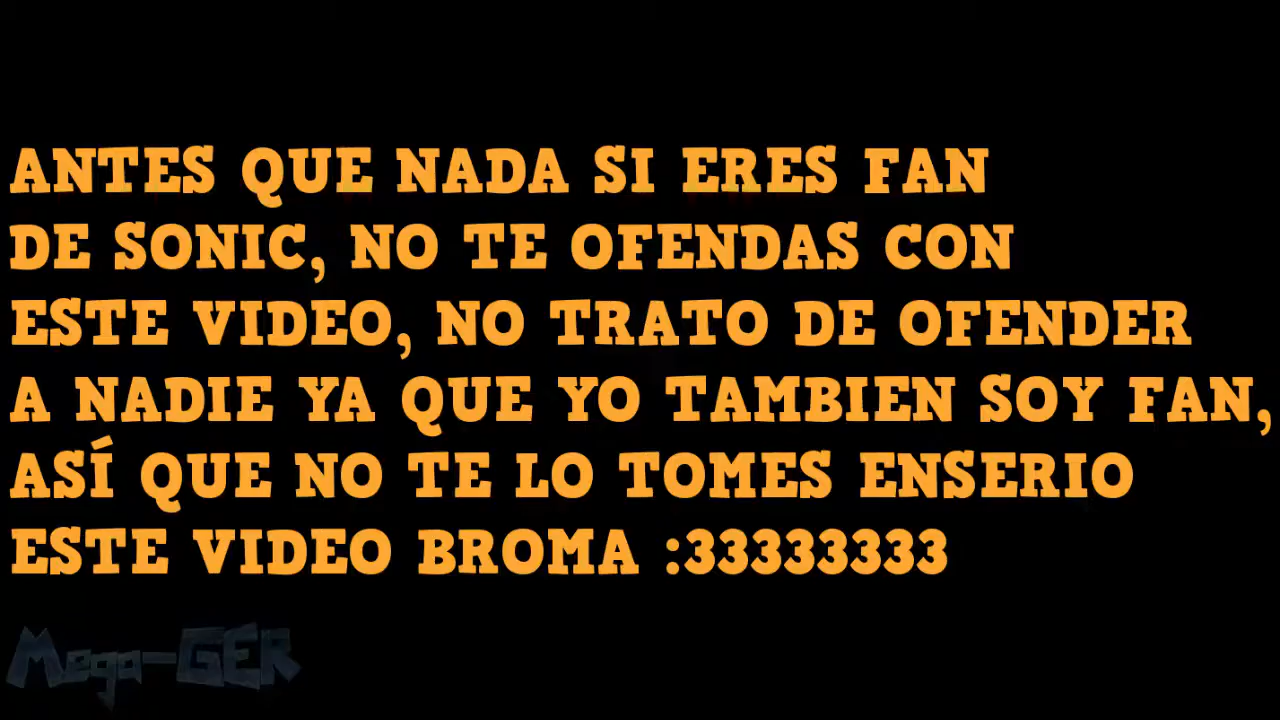 ANTES QUE NADA SI ERES FAN
DE SONIC, NO TE OFENDAS CON
ESTE VIDEO, NO TRATO DE OFENDER
A NADIE YA QUE YO TAMBIEN SOY FAN,
ASÍ QUE NO TE LO TOMES ENSERIO
ESTE VIDEO BROMA :33333333
Mega-GER